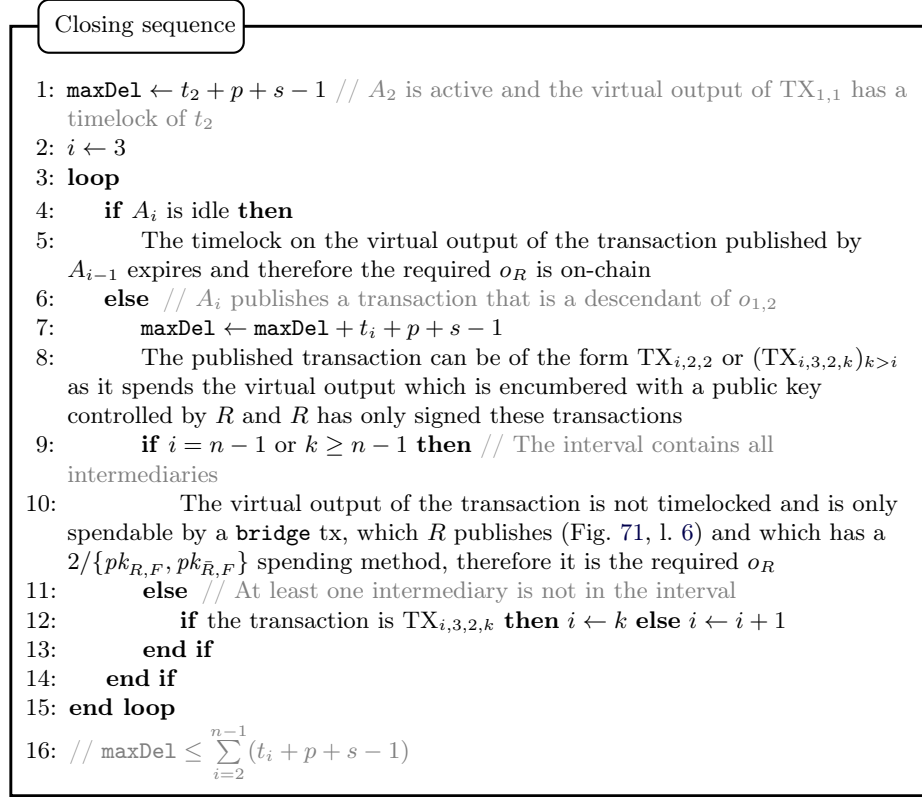 Closing sequence
1: maxDel ← t₂ + p + s − 1 // A₂ is active and the virtual output of TX₁,₁ has a
timelock of t₂
2: i ← 3
3: loop
4: if Aᵢ is idle then
5: The timelock on the virtual output of the transaction published by
A_{i−1} expires and therefore the required o_R is on-chain
6: else // Aᵢ publishes a transaction that is a descendant of o_{1,2}
7: maxDel ← maxDel + tᵢ + p + s − 1
8: The published transaction can be of the form TX_{i,2,2} or (TX_{i,3,2,k})_{k>i}
as it spends the virtual output which is encumbered with a public key
controlled by R and R has only signed these transactions
9: if i = n − 1 or k ≥ n − 1 then // The interval contains all
intermediaries
10: The virtual output of the transaction is not timelocked and is only
spendable by a bridge tx, which R publishes (Fig. 71, l. 6) and which has a
2/{pk_{R,F}, pk_{R̄,F}} spending method, therefore it is the required o_R
11: else // At least one intermediary is not in the interval
12: if the transaction is TX_{i,3,2,k} then i ← k else i ← i + 1
13: end if
14: end if
15: end loop
16: // maxDel ≤ \sum_{i=2}^{n−1} (tᵢ + p + s − 1)